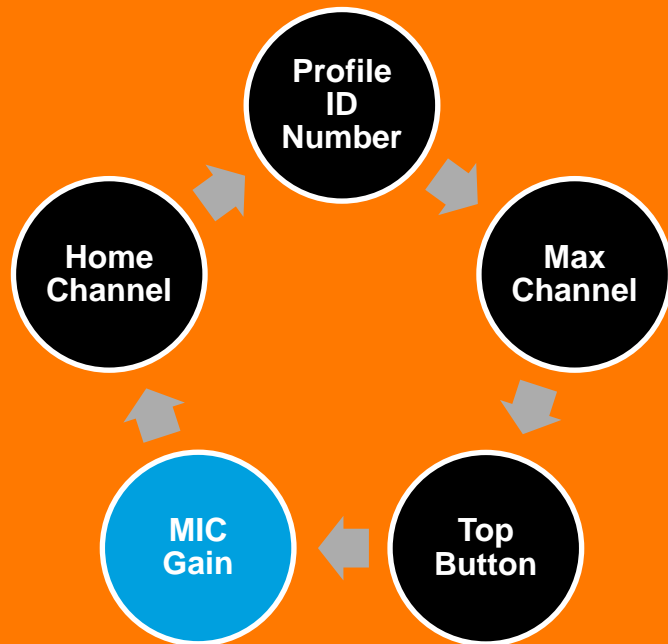 Profile
ID
Number
Max
Channel
Top
Button
MIC
Gain
Home
Channel